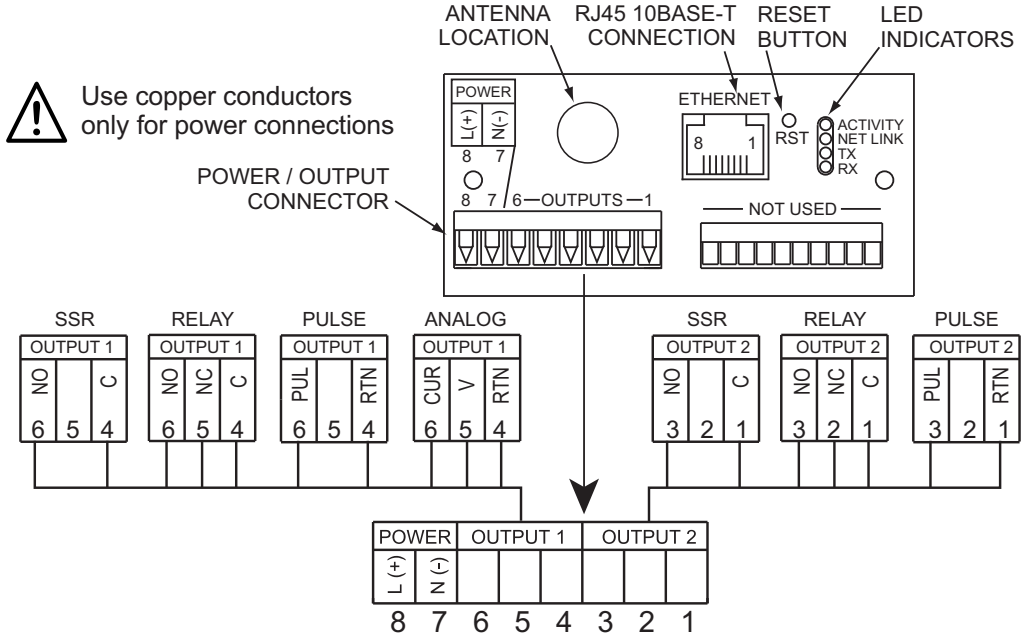 ANTENNA LOCATION
RJ45 10BASE-T CONNECTION
RESET BUTTON
LED INDICATORS
Use copper conductors
only for power connections
POWER
L(+) N(-)
8 7
ETHERNET
8 1
RST
ACTIVITY
NET LINK
TX
RX
POWER / OUTPUT
CONNECTOR
8 7 6—OUTPUTS—1
NOT USED
SSR
OUTPUT 1
NO C
6 5 4
RELAY
OUTPUT 1
NO NC C
6 5 4
PULSE
OUTPUT 1
PUL RTN
6 5 4
ANALOG
OUTPUT 1
CUR V RTN
6 5 4
SSR
OUTPUT 2
NO C
3 2 1
RELAY
OUTPUT 2
NO NC C
3 2 1
PULSE
OUTPUT 2
PUL RTN
3 2 1
POWER OUTPUT 1 OUTPUT 2
L (+) N (-)
8 7 6 5 4 3 2 1